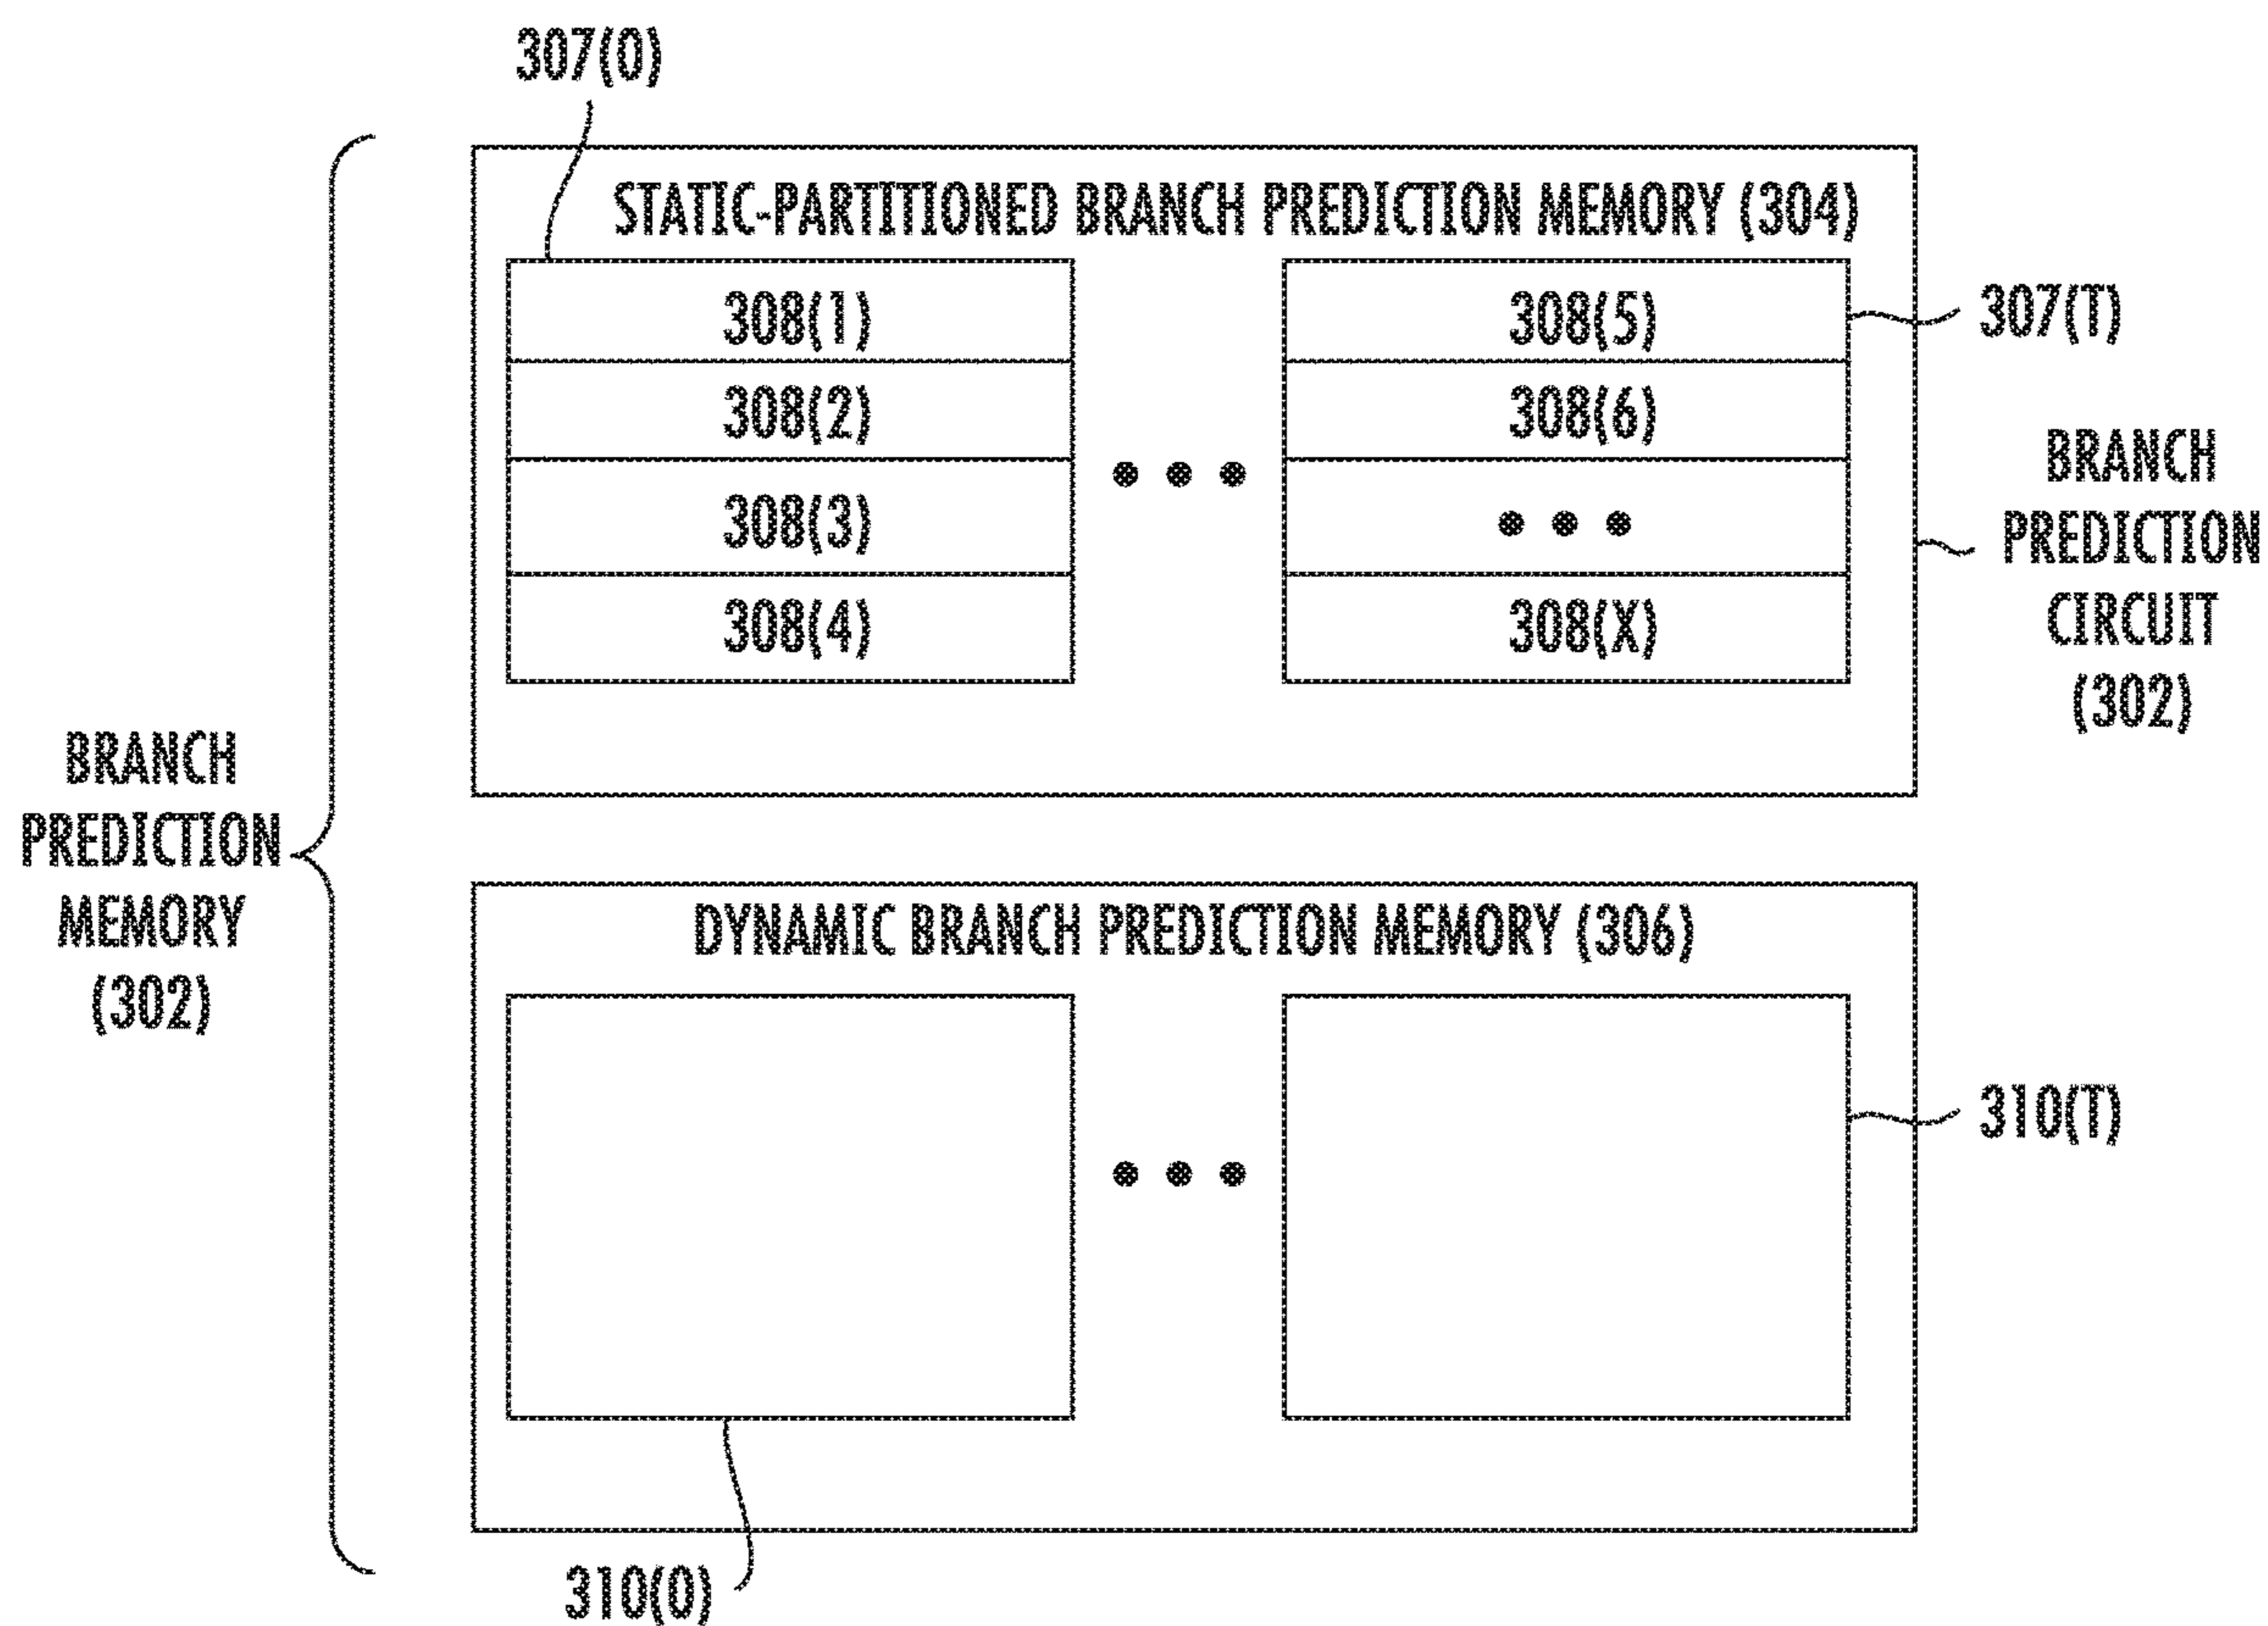 307(0)
STATIC-PARTITIONED BRANCH PREDICTION MEMORY (304)
308(1)
308(2)
308(3)
308(4)
308(5)
308(6)
308(X)
307(T)
BRANCH
PREDICTION
CIRCUIT
(302)
BRANCH
PREDICTION
MEMORY
(302)
DYNAMIC BRANCH PREDICTION MEMORY (306)
310(T)
310(0)